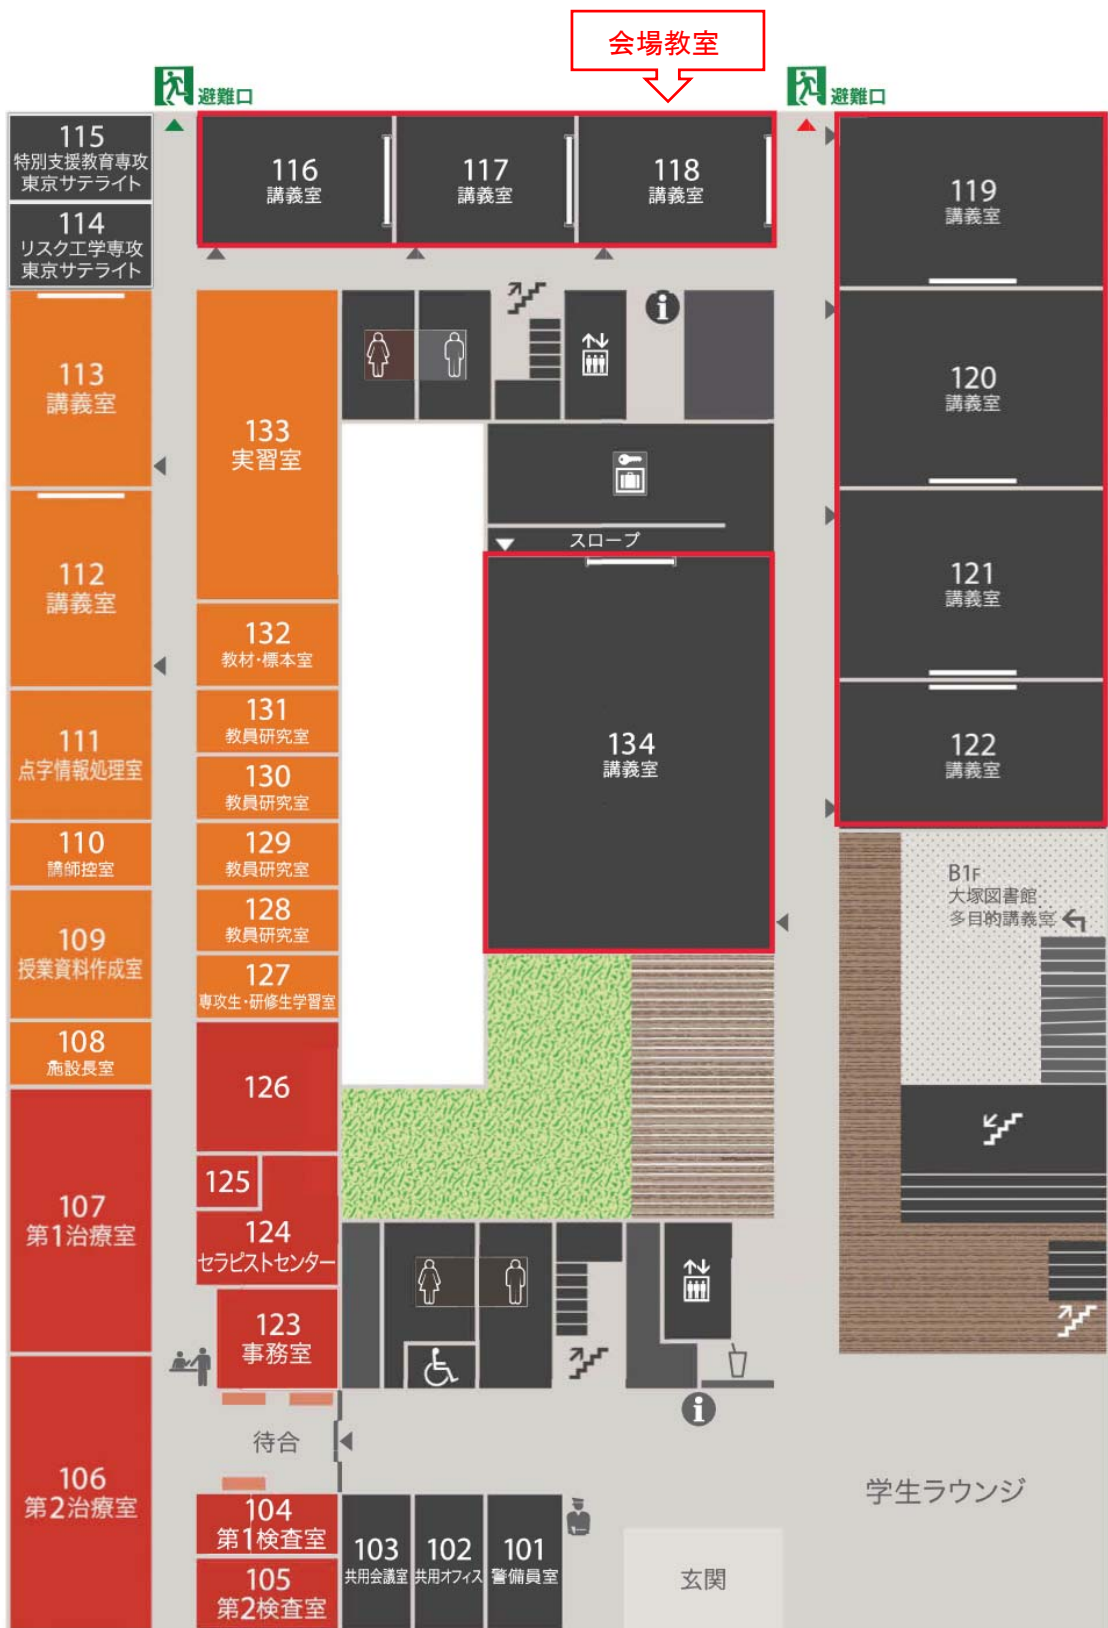 会場教室
避難口
避難口
115
特別支援教育専攻
東京サテライト
114
リスク工学専攻
東京サテライト
116
講義室
117
講義室
118
講義室
119
講義室
113
講義室
133
実習室
120
講義室
スロープ
112
講義室
132
教材・標本室
121
講義室
131
教員研究室
111
点字情報処理室
130
教員研究室
134
講義室
122
講義室
110
講師控室
129
教員研究室
128
教員研究室
109
授業資料作成室
127
専攻生・研修生学習室
B1F
大塚図書館
多目的講義室
108
施設長室
126
107
第1治療室
125
124
セラピストセンター
123
事務室
待合
106
第2治療室
学生ラウンジ
104
第1検査室
105
第2検査室
103
共用会議室
102
共用オフィス
101
警備員室
玄関